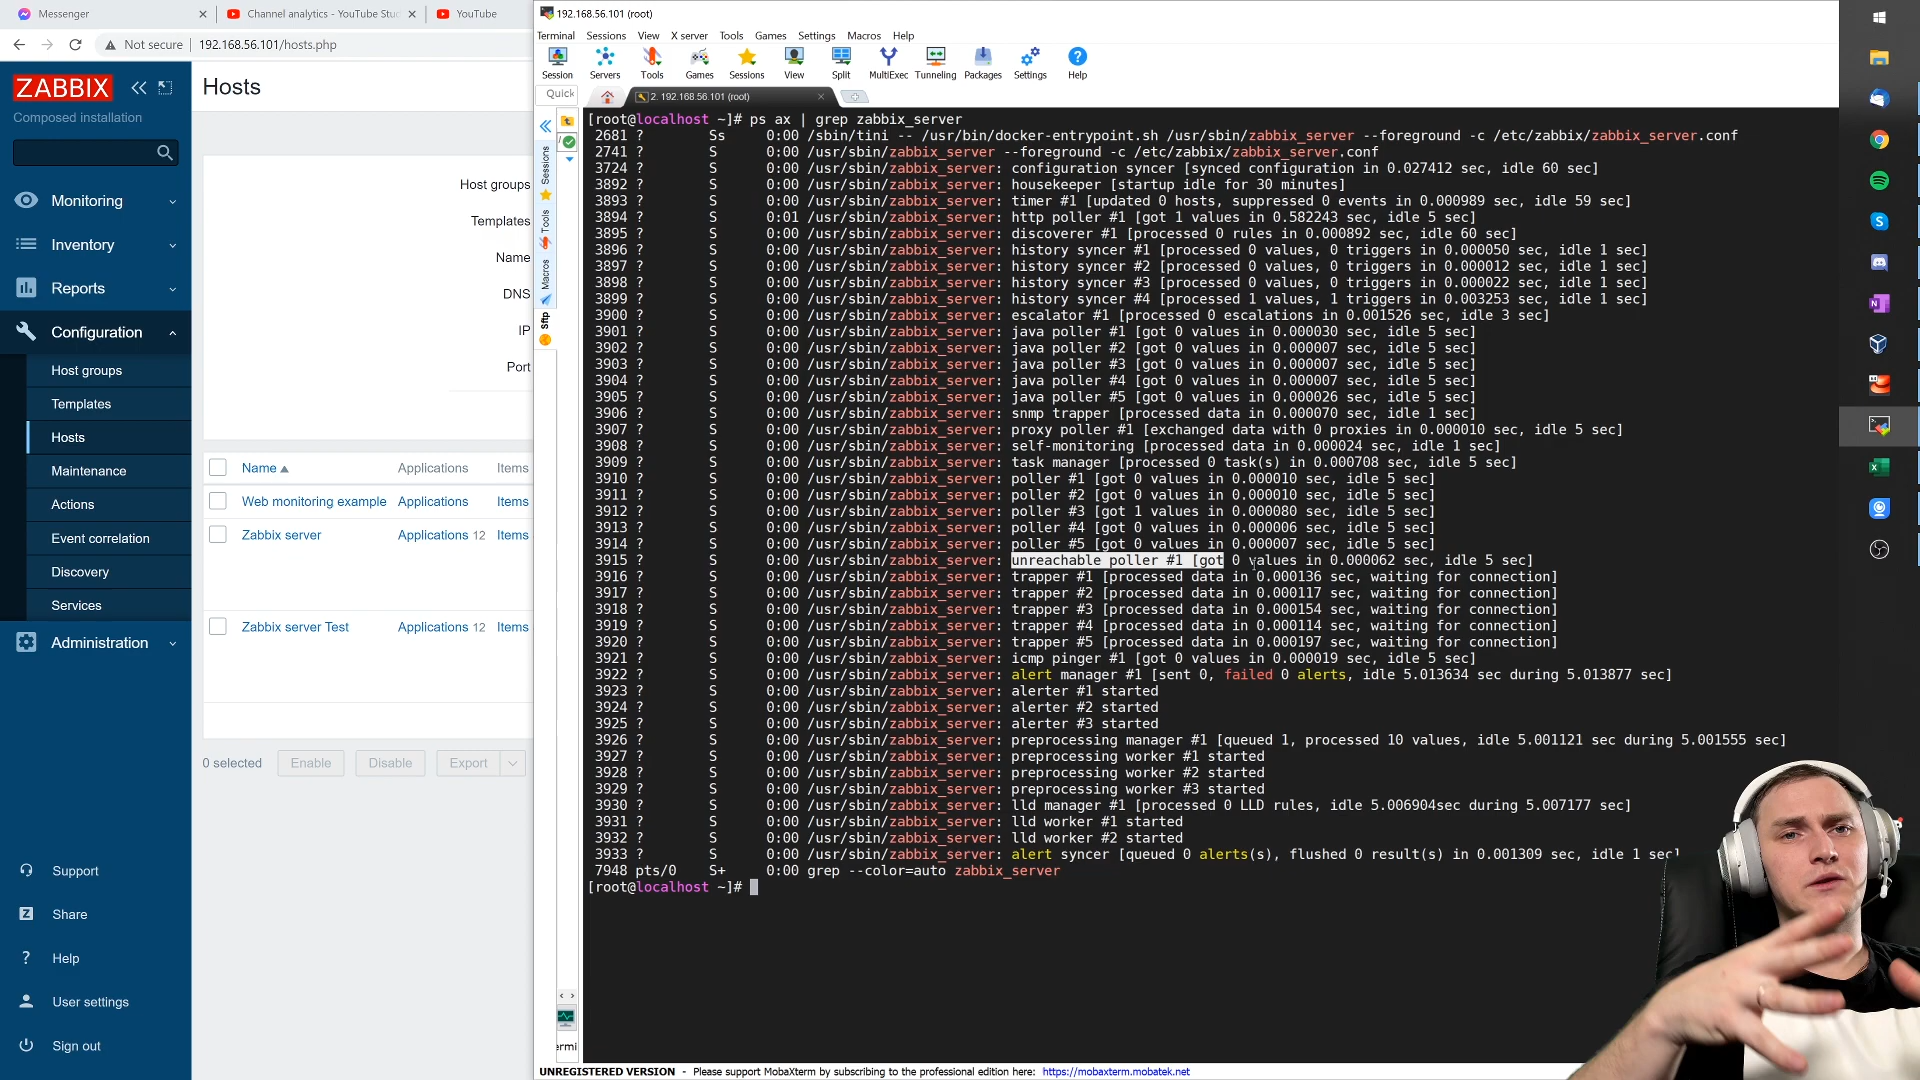 Messenger
Channel analytics - YouTube Stu
YouTube
Not secure
192.168.56.101/hosts.php
ZABBIX
Composed installation
Monitoring
Inventory
Reports
Configuration
Host groups
Templates
Hosts
Maintenance
Actions
Event correlation
Discovery
Services
Administration
Support
Share
Help
User settings
Sign out
Hosts
Host groups
Templates
Name
DNS
IP
Port
Name Applications Items
Web monitoring example Applications Items
Zabbix server Applications 12 Items
Zabbix server Test Applications 12 Items
0 selected Enable Disable Export
192.168.56.101 (root)
Terminal Sessions View X server Tools Games Settings Macros Help
Session Servers Tools Games Sessions View Split MultiExec Tunneling Packages Settings Help
Quick
2. 192.168.56.101 (root)
Sessions
Tools
Macros
Sftp
[root@localhost ~]# ps ax | grep zabbix_server
2681 ? Ss 0:00 /sbin/tini -- /usr/bin/docker-entrypoint.sh /usr/sbin/zabbix_server --foreground -c /etc/zabbix/zabbix_server.conf
2741 ? S 0:00 /usr/sbin/zabbix_server --foreground -c /etc/zabbix/zabbix_server.conf
3724 ? S 0:00 /usr/sbin/zabbix_server: configuration syncer [synced configuration in 0.027412 sec, idle 60 sec]
3892 ? S 0:00 /usr/sbin/zabbix_server: housekeeper [startup idle for 30 minutes]
3893 ? S 0:00 /usr/sbin/zabbix_server: timer #1 [updated 0 hosts, suppressed 0 events in 0.000989 sec, idle 59 sec]
3894 ? S 0:01 /usr/sbin/zabbix_server: http poller #1 [got 1 values in 0.582243 sec, idle 5 sec]
3895 ? S 0:00 /usr/sbin/zabbix_server: discoverer #1 [processed 0 rules in 0.000892 sec, idle 60 sec]
3896 ? S 0:00 /usr/sbin/zabbix_server: history syncer #1 [processed 0 values, 0 triggers in 0.000050 sec, idle 1 sec]
3897 ? S 0:00 /usr/sbin/zabbix_server: history syncer #2 [processed 0 values, 0 triggers in 0.000012 sec, idle 1 sec]
3898 ? S 0:00 /usr/sbin/zabbix_server: history syncer #3 [processed 0 values, 0 triggers in 0.000022 sec, idle 1 sec]
3899 ? S 0:00 /usr/sbin/zabbix_server: history syncer #4 [processed 1 values, 1 triggers in 0.003253 sec, idle 1 sec]
3900 ? S 0:00 /usr/sbin/zabbix_server: escalator #1 [processed 0 escalations in 0.001526 sec, idle 3 sec]
3901 ? S 0:00 /usr/sbin/zabbix_server: java poller #1 [got 0 values in 0.000030 sec, idle 5 sec]
3902 ? S 0:00 /usr/sbin/zabbix_server: java poller #2 [got 0 values in 0.000007 sec, idle 5 sec]
3903 ? S 0:00 /usr/sbin/zabbix_server: java poller #3 [got 0 values in 0.000007 sec, idle 5 sec]
3904 ? S 0:00 /usr/sbin/zabbix_server: java poller #4 [got 0 values in 0.000007 sec, idle 5 sec]
3905 ? S 0:00 /usr/sbin/zabbix_server: java poller #5 [got 0 values in 0.000026 sec, idle 5 sec]
3906 ? S 0:00 /usr/sbin/zabbix_server: snmp trapper [processed data in 0.000070 sec, idle 1 sec]
3907 ? S 0:00 /usr/sbin/zabbix_server: proxy poller #1 [exchanged data with 0 proxies in 0.000010 sec, idle 5 sec]
3908 ? S 0:00 /usr/sbin/zabbix_server: self-monitoring [processed data in 0.000024 sec, idle 1 sec]
3909 ? S 0:00 /usr/sbin/zabbix_server: task manager [processed 0 task(s) in 0.000708 sec, idle 5 sec]
3910 ? S 0:00 /usr/sbin/zabbix_server: poller #1 [got 0 values in 0.000010 sec, idle 5 sec]
3911 ? S 0:00 /usr/sbin/zabbix_server: poller #2 [got 0 values in 0.000010 sec, idle 5 sec]
3912 ? S 0:00 /usr/sbin/zabbix_server: poller #3 [got 1 values in 0.000080 sec, idle 5 sec]
3913 ? S 0:00 /usr/sbin/zabbix_server: poller #4 [got 0 values in 0.000006 sec, idle 5 sec]
3914 ? S 0:00 /usr/sbin/zabbix_server: poller #5 [got 0 values in 0.000007 sec, idle 5 sec]
3915 ? S 0:00 /usr/sbin/zabbix_server: unreachable poller #1 [got 0 values in 0.000062 sec, idle 5 sec]
3916 ? S 0:00 /usr/sbin/zabbix_server: trapper #1 [processed data in 0.000136 sec, waiting for connection]
3917 ? S 0:00 /usr/sbin/zabbix_server: trapper #2 [processed data in 0.000117 sec, waiting for connection]
3918 ? S 0:00 /usr/sbin/zabbix_server: trapper #3 [processed data in 0.000154 sec, waiting for connection]
3919 ? S 0:00 /usr/sbin/zabbix_server: trapper #4 [processed data in 0.000114 sec, waiting for connection]
3920 ? S 0:00 /usr/sbin/zabbix_server: trapper #5 [processed data in 0.000197 sec, waiting for connection]
3921 ? S 0:00 /usr/sbin/zabbix_server: icmp pinger #1 [got 0 values in 0.000019 sec, idle 5 sec]
3922 ? S 0:00 /usr/sbin/zabbix_server: alert manager #1 [sent 0, failed 0 alerts, idle 5.013634 sec during 5.013877 sec]
3923 ? S 0:00 /usr/sbin/zabbix_server: alerter #1 started
3924 ? S 0:00 /usr/sbin/zabbix_server: alerter #2 started
3925 ? S 0:00 /usr/sbin/zabbix_server: alerter #3 started
3926 ? S 0:00 /usr/sbin/zabbix_server: preprocessing manager #1 [queued 1, processed 10 values, idle 5.001121 sec during 5.001555 sec]
3927 ? S 0:00 /usr/sbin/zabbix_server: preprocessing worker #1 started
3928 ? S 0:00 /usr/sbin/zabbix_server: preprocessing worker #2 started
3929 ? S 0:00 /usr/sbin/zabbix_server: preprocessing worker #3 started
3930 ? S 0:00 /usr/sbin/zabbix_server: lld manager #1 [processed 0 LLD rules, idle 5.006904sec during 5.007177 sec]
3931 ? S 0:00 /usr/sbin/zabbix_server: lld worker #1 started
3932 ? S 0:00 /usr/sbin/zabbix_server: lld worker #2 started
3933 ? S 0:00 /usr/sbin/zabbix_server: alert syncer [queued 0 alerts(s), flushed 0 result(s) in 0.001309 sec, idle 1 sec]
7948 pts/0 S+ 0:00 grep --color=auto zabbix_server
[root@localhost ~]#
ermi
UNREGISTERED VERSION - Please support MobaXterm by subscribing to the professional edition here: https://mobaxterm.mobatek.net